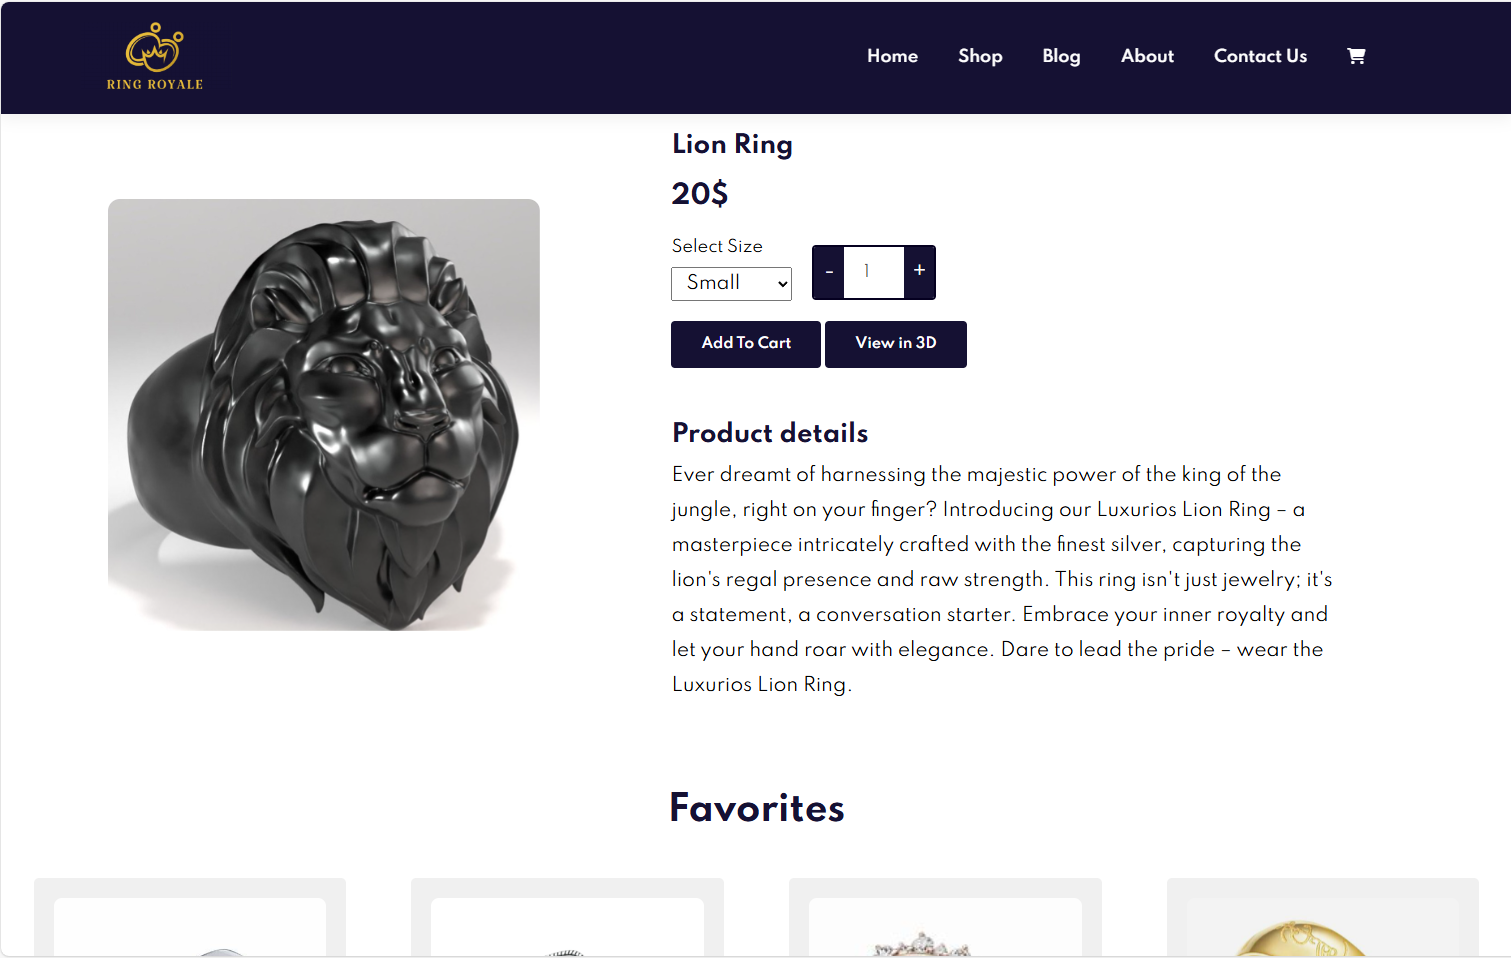 RING ROYALE
Home Shop Blog About Contact Us
Lion Ring
20$
Select Size
Small
- 1 +
Add To Cart View in 3D
Product details
Ever dreamt of harnessing the majestic power of the king of the
jungle, right on your finger? Introducing our Luxurios Lion Ring – a
masterpiece intricately crafted with the finest silver, capturing the
lion's regal presence and raw strength. This ring isn't just jewelry; it's
a statement, a conversation starter. Embrace your inner royalty and
let your hand roar with elegance. Dare to lead the pride – wear the
Luxurios Lion Ring.
Favorites